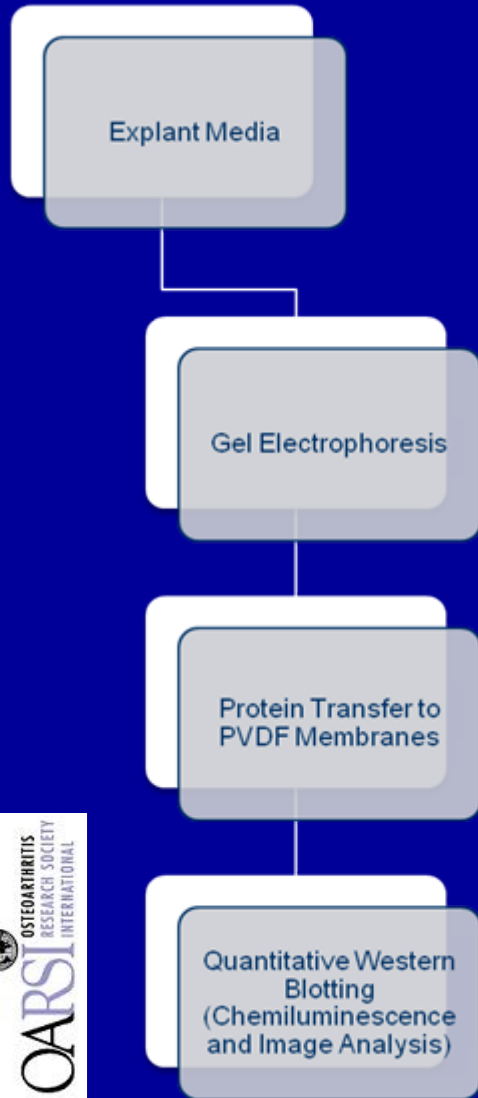 Explant Media
Gel Electrophoresis
Protein Transfer to
PVDF Membranes
Quantitative Western
Blotting
(Chemiluminescence
and Image Analysis)
OARSI
OSTEOARTHRITIS
RESEARCH SOCIETY
INTERNATIONAL